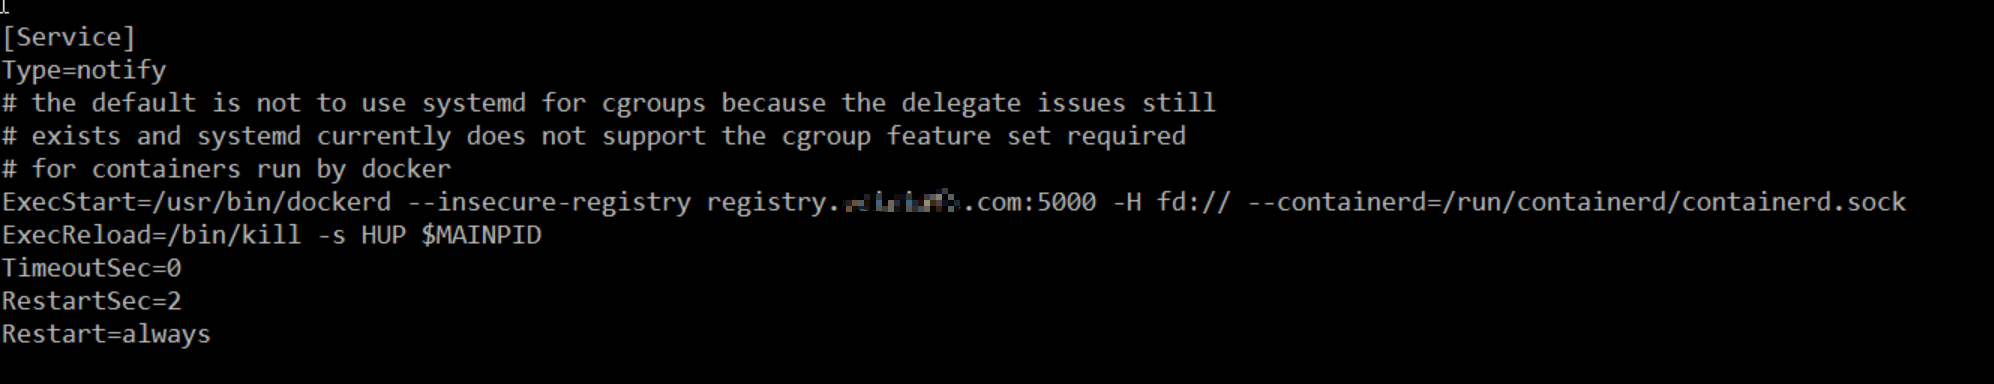 [Service]
Type=notify
# the default is not to use systemd for cgroups because the delegate issues still
# exists and systemd currently does not support the cgroup feature set required
# for containers run by docker
ExecStart=/usr/bin/dockerd --insecure-registry registry. .com:5000 -H fd:// --containerd=/run/containerd/containerd.sock
ExecReload=/bin/kill -s HUP $MAINPID
TimeoutSec=0
RestartSec=2
Restart=always